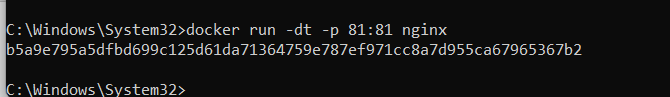 C:\Windows\System32>docker run -dt -p 81:81 nginx
b5a9e795a5dfbd699c125d61da71364759e787ef971cc8a7d955ca67965367b2
C:\Windows\System32>